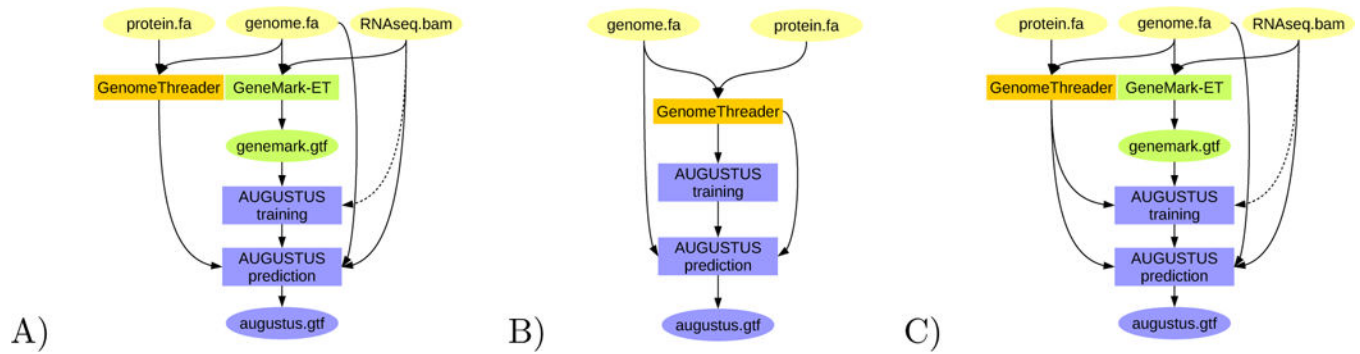 protein.fa
genome.fa
RNAseq.bam
GenomeThreader
GeneMark-ET
genemark.gtf
AUGUSTUS
training
AUGUSTUS
prediction
augustus.gtf
A)
genome.fa
protein.fa
GenomeThreader
AUGUSTUS
training
AUGUSTUS
prediction
augustus.gtf
B)
protein.fa
genome.fa
RNAseq.bam
GenomeThreader
GeneMark-ET
genemark.gtf
AUGUSTUS
training
AUGUSTUS
prediction
augustus.gtf
C)